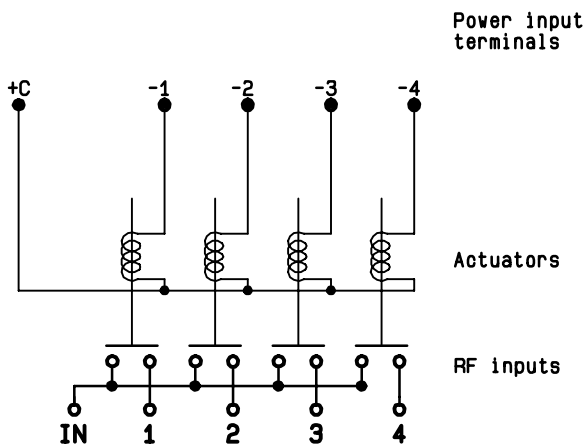 Power input
terminals
+C -1 -2 -3 -4
Actuators
RF inputs
IN 1 2 3 4